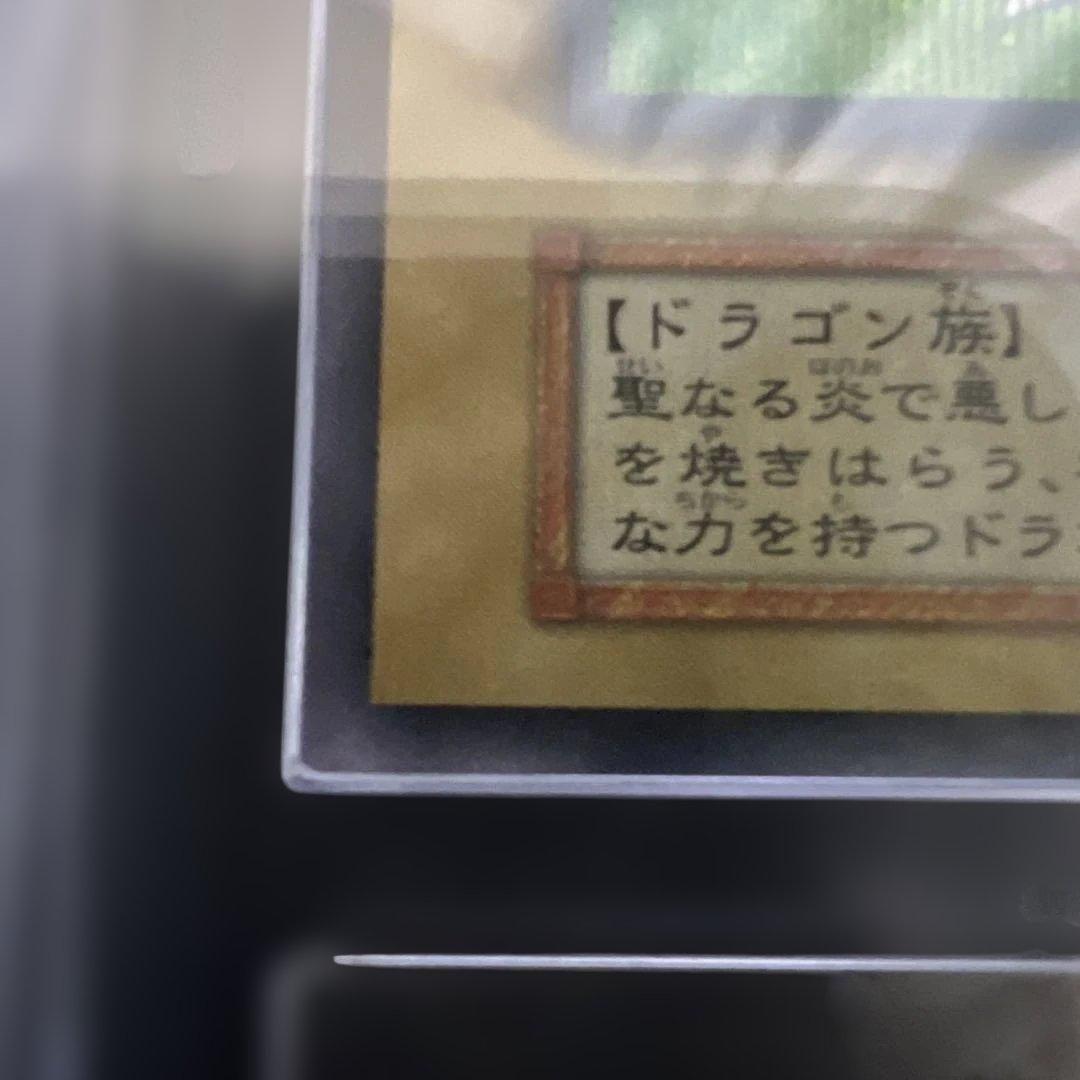 【ドラゴン族】
聖なる炎で悪し
を焼きはらう、
な力を持つドラ